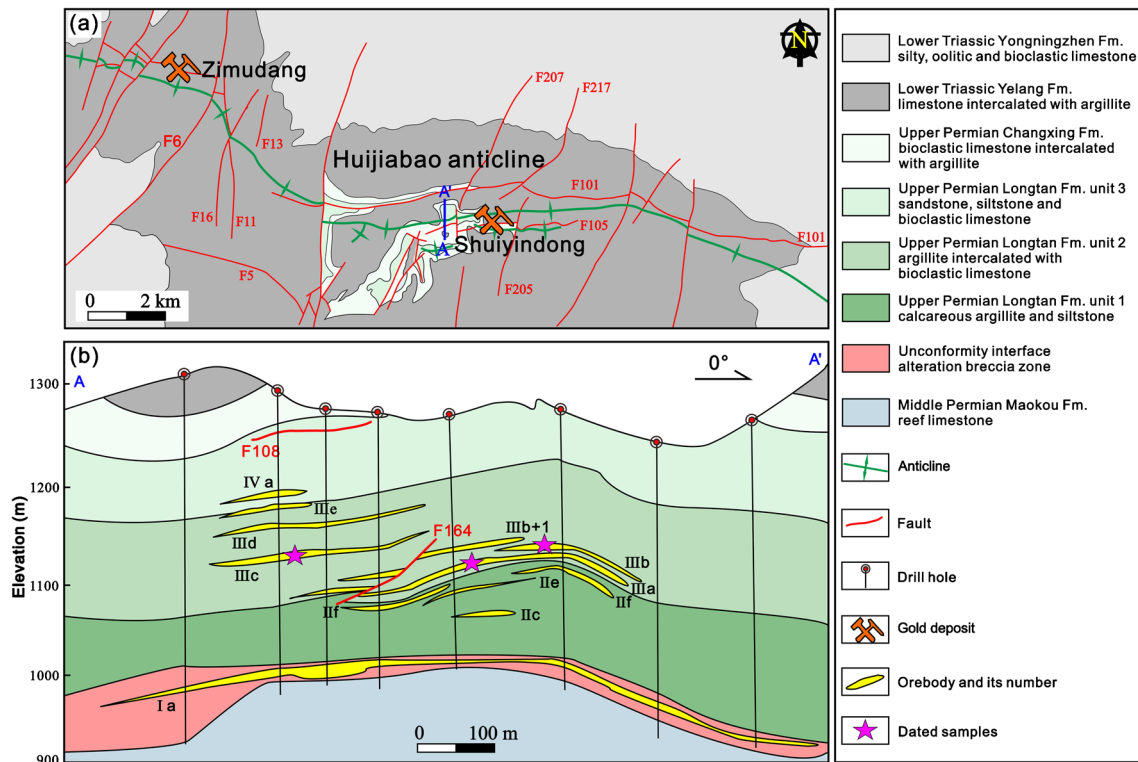 (a)
N
Zimudang
F207
F217
F6
F13
Huijiabao anticline
A'
F101
F16
F11
F105
Shuiyindong
A
F101
F5
F205
0 2 km
(b)
A
0°
A'
1300
F108
1200
IV a
IIIe
IIId
F164
IIIb+1
IIIc
IIIb
Elevation (m)
1100
IIe
IIIa
IIf
IIf
IIc
1000
I a
0 100 m
900
Lower Triassic Yongningzhen Fm.
silty, oolitic and bioclastic limestone
Lower Triassic Yelang Fm.
limestone intercalated with argillite
Upper Permian Changxing Fm.
bioclastic limestone intercalated
with argillite
Upper Permian Longtan Fm. unit 3
sandstone, siltstone and
bioclastic limestone
Upper Permian Longtan Fm. unit 2
argillite intercalated with
bioclastic limestone
Upper Permian Longtan Fm. unit 1
calcareous argillite and siltstone
Unconformity interface
alteration breccia zone
Middle Permian Maokou Fm.
reef limestone
Anticline
Fault
Drill hole
Gold deposit
Orebody and its number
Dated samples